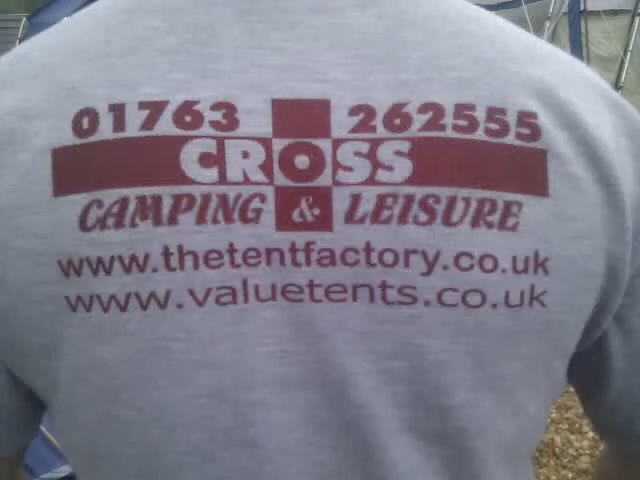 01763 262555
CROSS
CAMPING & LEISURE
www.thetentfactory.co.uk
www.valuetents.co.uk